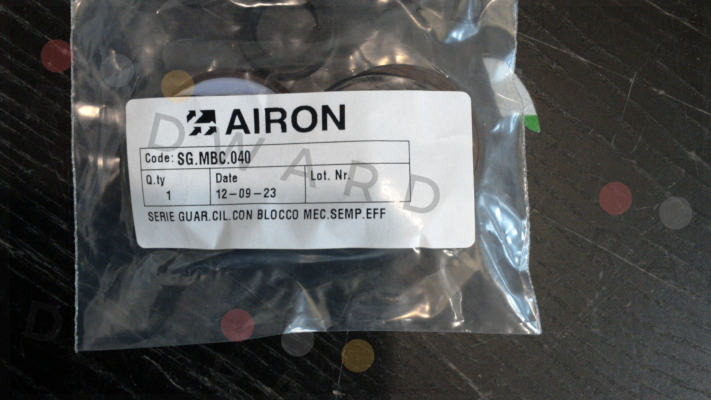 AIRON
Code: SG.MBC.040
Q.ty Date Lot. Nr.
1 12-09-23
SERIE GUAR.CIL.CON BLOCCO MEC.SEMP.EFF
DWARD
D